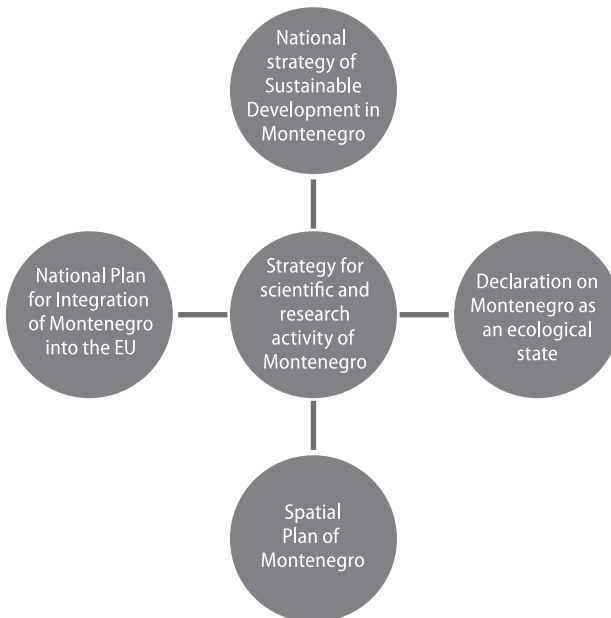 National
strategy of
Sustainable
Development in
Montenegro
National Plan
for Integration
of Montenegro
into the EU
Strategy for
scientific and
research
activity of
Montenegro
Declaration on
Montenegro as
an ecological
state
Spatial
Plan of
Montenegro